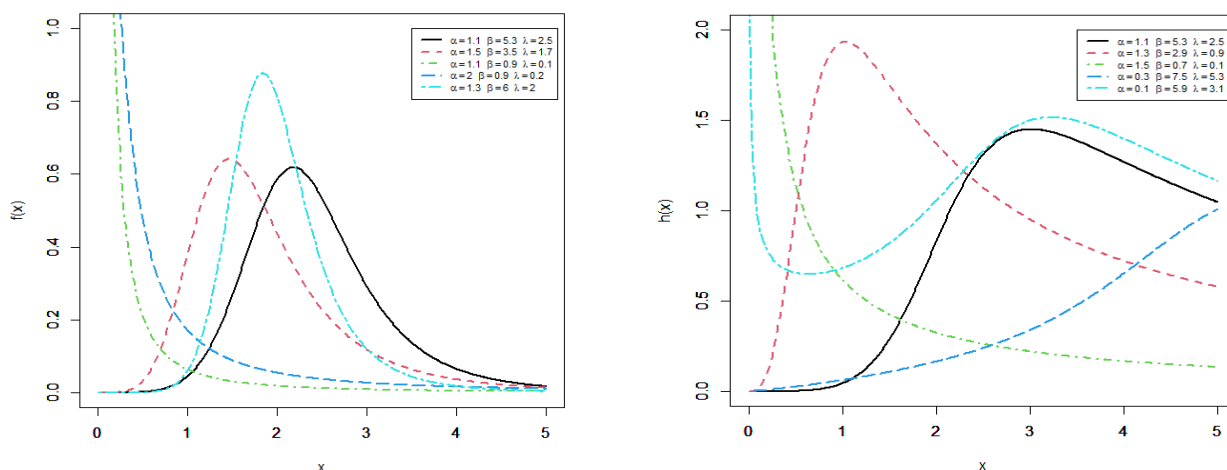 1.0
0.8
0.6
0.4
0.2
0.0
f(x)
α=1.1 β=5.3 λ=2.5
α=1.5 β=3.5 λ=1.7
α=1.1 β=0.9 λ=0.1
α=2 β=0.9 λ=0.2
α=1.3 β=6 λ=2
0 1 2 3 4 5
x
2.0
1.5
1.0
0.5
0.0
h(x)
α=1.1 β=5.3 λ=2.5
α=1.3 β=2.9 λ=0.9
α=1.5 β=0.7 λ=0.1
α=0.3 β=7.5 λ=5.3
α=0.1 β=5.9 λ=3.1
0 1 2 3 4 5
x